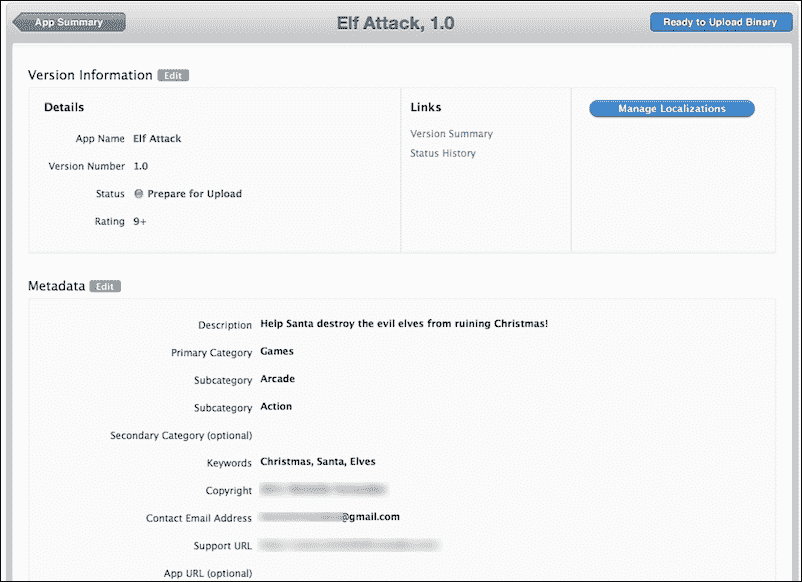 App Summary
Elf Attack, 1.0
Ready to Upload Binary
Version Information Edit
Details
App Name Elf Attack
Version Number 1.0
Status Prepare for Upload
Rating 9+
Links
Version Summary
Status History
Manage Localizations
Metadata Edit
Description Help Santa destroy the evil elves from ruining Christmas!
Primary Category Games
Subcategory Arcade
Subcategory Action
Secondary Category (optional)
Keywords Christmas, Santa, Elves
Copyright
Contact Email Address @gmail.com
Support URL
App URL (optional)